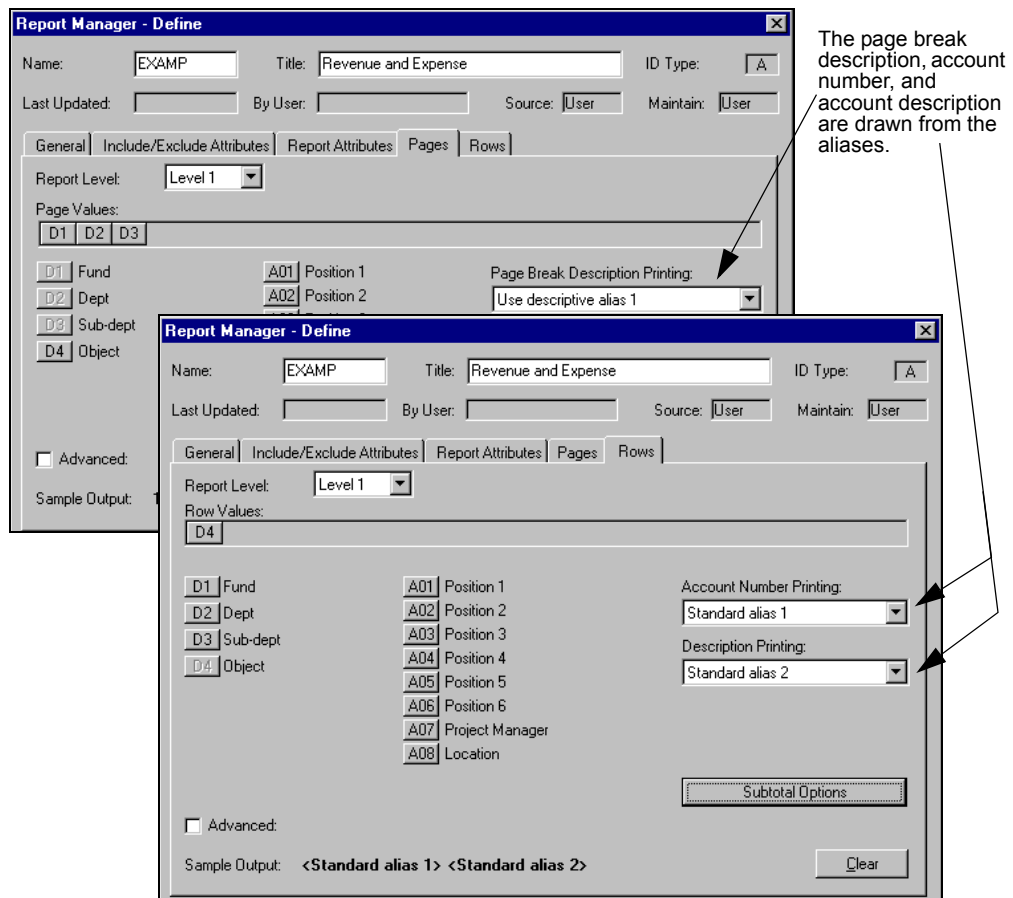 Report Manager - Define
Name: EXAMP Title: Revenue and Expense ID Type: A
Last Updated: By User: Source: User Maintain: User
General Include/Exclude Attributes Report Attributes Pages Rows
Report Level: Level 1
Page Values:
D1 D2 D3
D1 Fund A01 Position 1 Page Break Description Printing:
D2 Dept A02 Position 2 Use descriptive alias 1
D3 Sub-dept
D4 Object
Advanced:
Sample Output:
The page break
description, account
number, and
account description
are drawn from the
aliases.
Report Manager - Define
Name: EXAMP Title: Revenue and Expense ID Type: A
Last Updated: By User: Source: User Maintain: User
General Include/Exclude Attributes Report Attributes Pages Rows
Report Level: Level 1
Row Values:
D4
D1 Fund A01 Position 1 Account Number Printing:
D2 Dept A02 Position 2 Standard alias 1
D3 Sub-dept A03 Position 3 Description Printing:
D4 Object A04 Position 4 Standard alias 2
A05 Position 5
A06 Position 6
A07 Project Manager
A08 Location
Subtotal Options
Advanced:
Sample Output: <Standard alias 1> <Standard alias 2> Clear